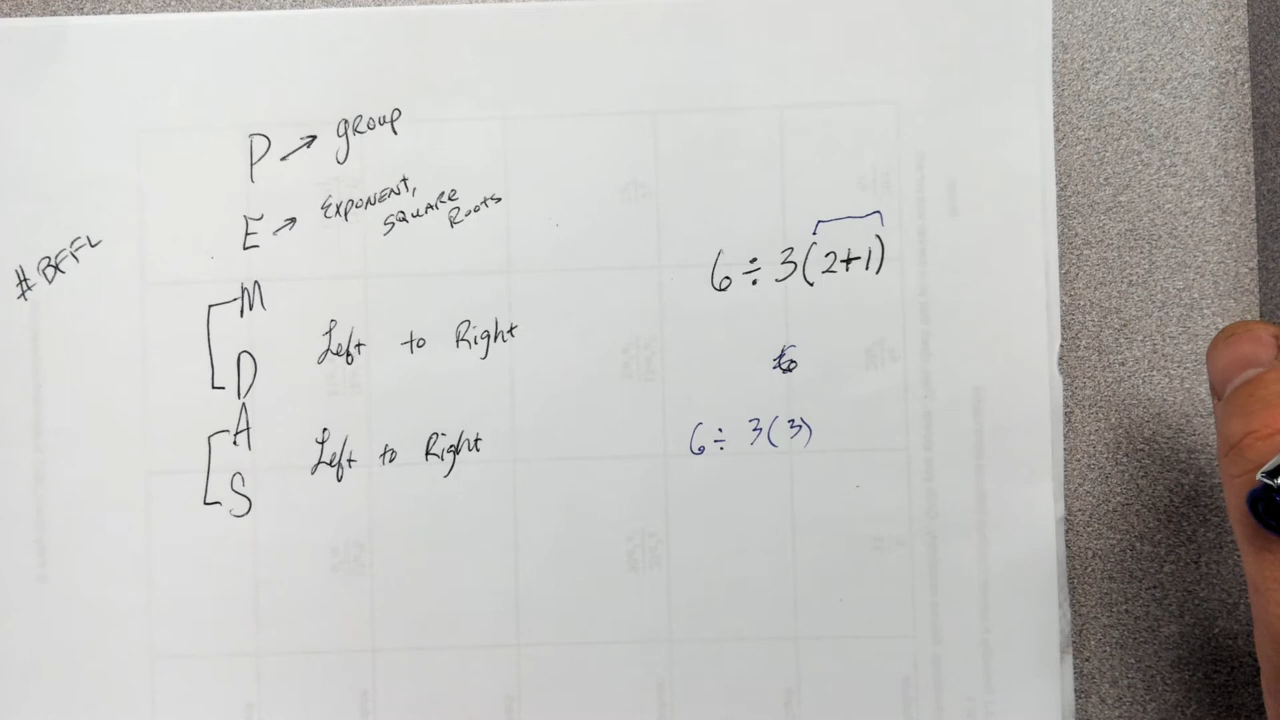 P → group
E → EXPONENT,
SQUARE
Roots
#BFFL
M
D
Left to Right
A
S
Left to Right
6 ÷ 3(2+1)
6 ÷ 3(3)